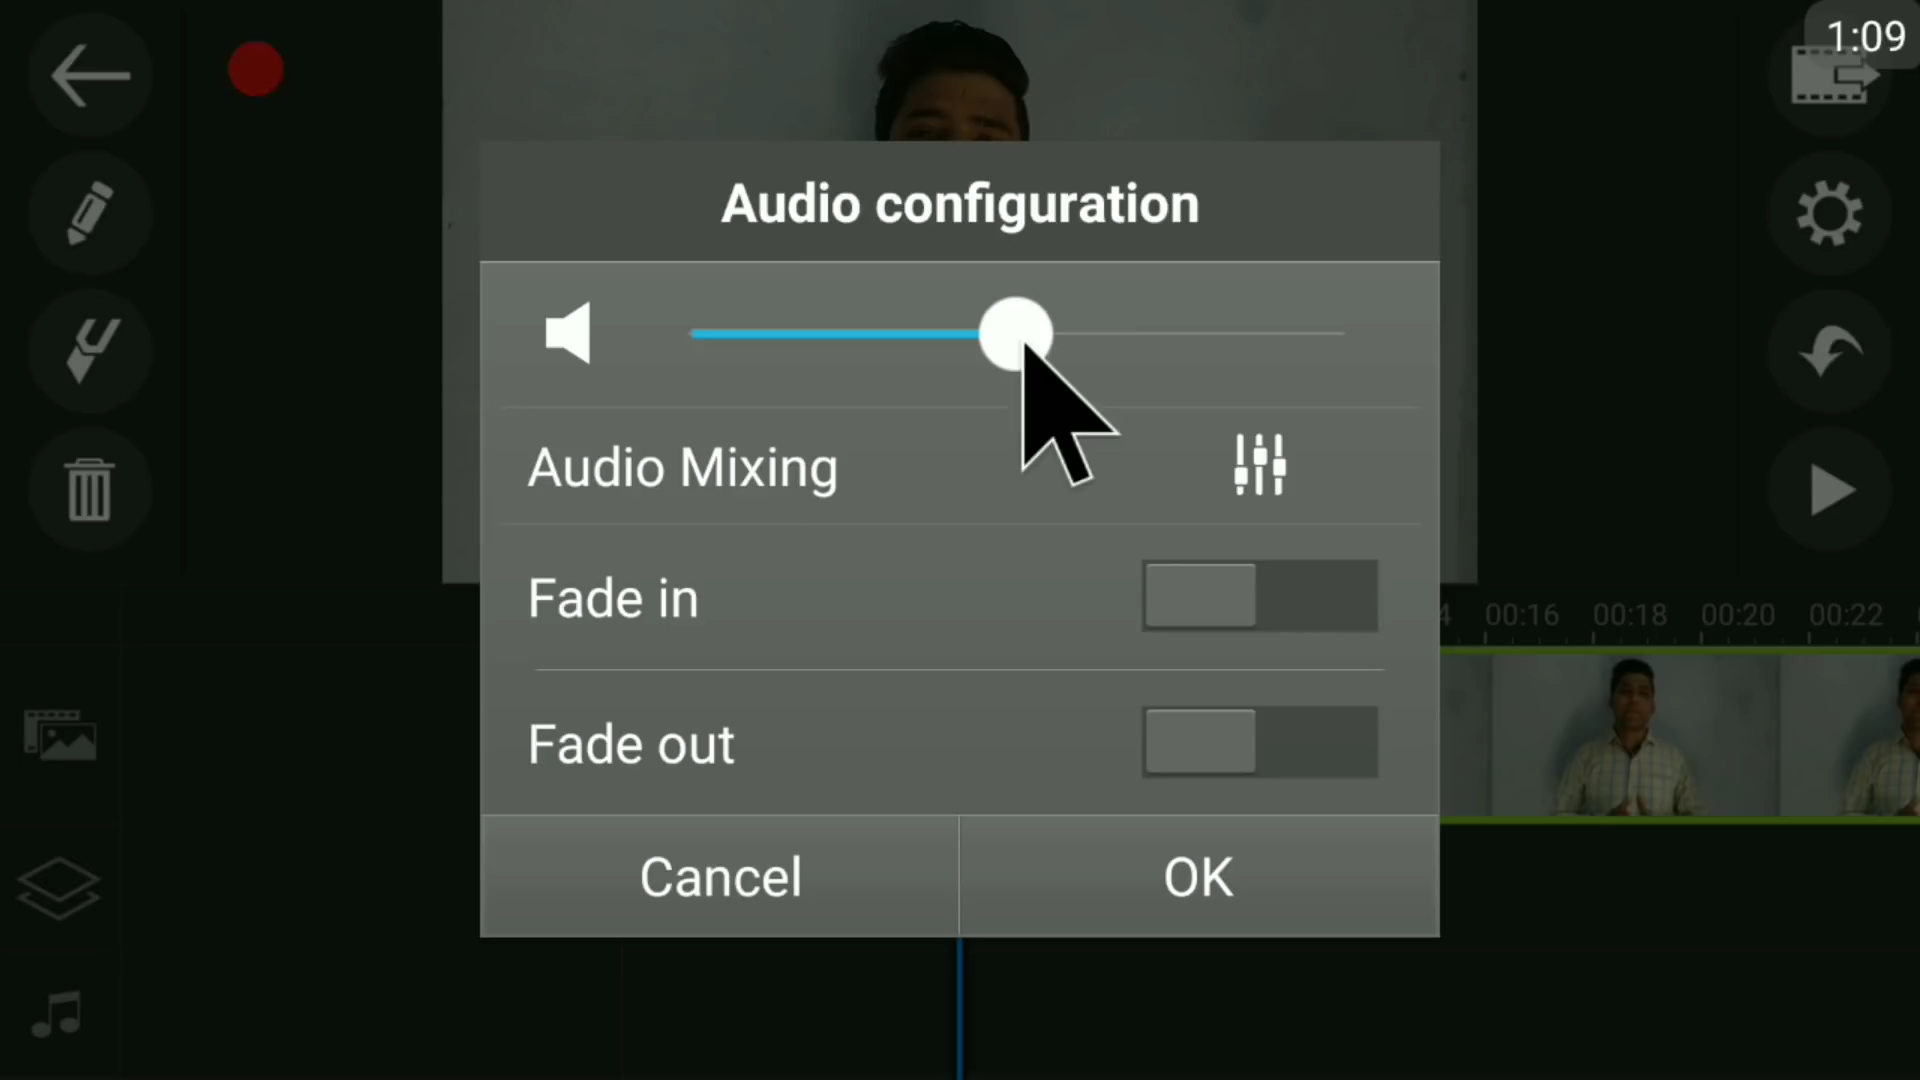 1:09
Audio configuration
Audio Mixing
Fade in
00:16 00:18 00:20 00:22
Fade out
Cancel OK